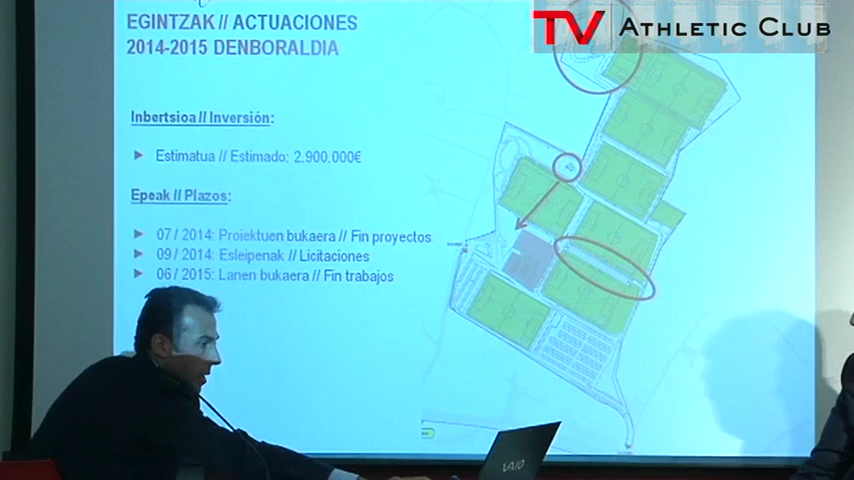 TV ATHLETIC CLUB
EGINTZAK // ACTUACIONES
2014-2015 DENBORALDIA
Inbertsioa // Inversión:
Estimatua // Estimado: 2.900.000€
Epeak // Plazos:
07 / 2014: Proiektuen bukaera // Fin proyectos
09 / 2014: Esleipenak // Licitaciones
06 / 2015: Lanen bukaera // Fin trabajos
VAIO